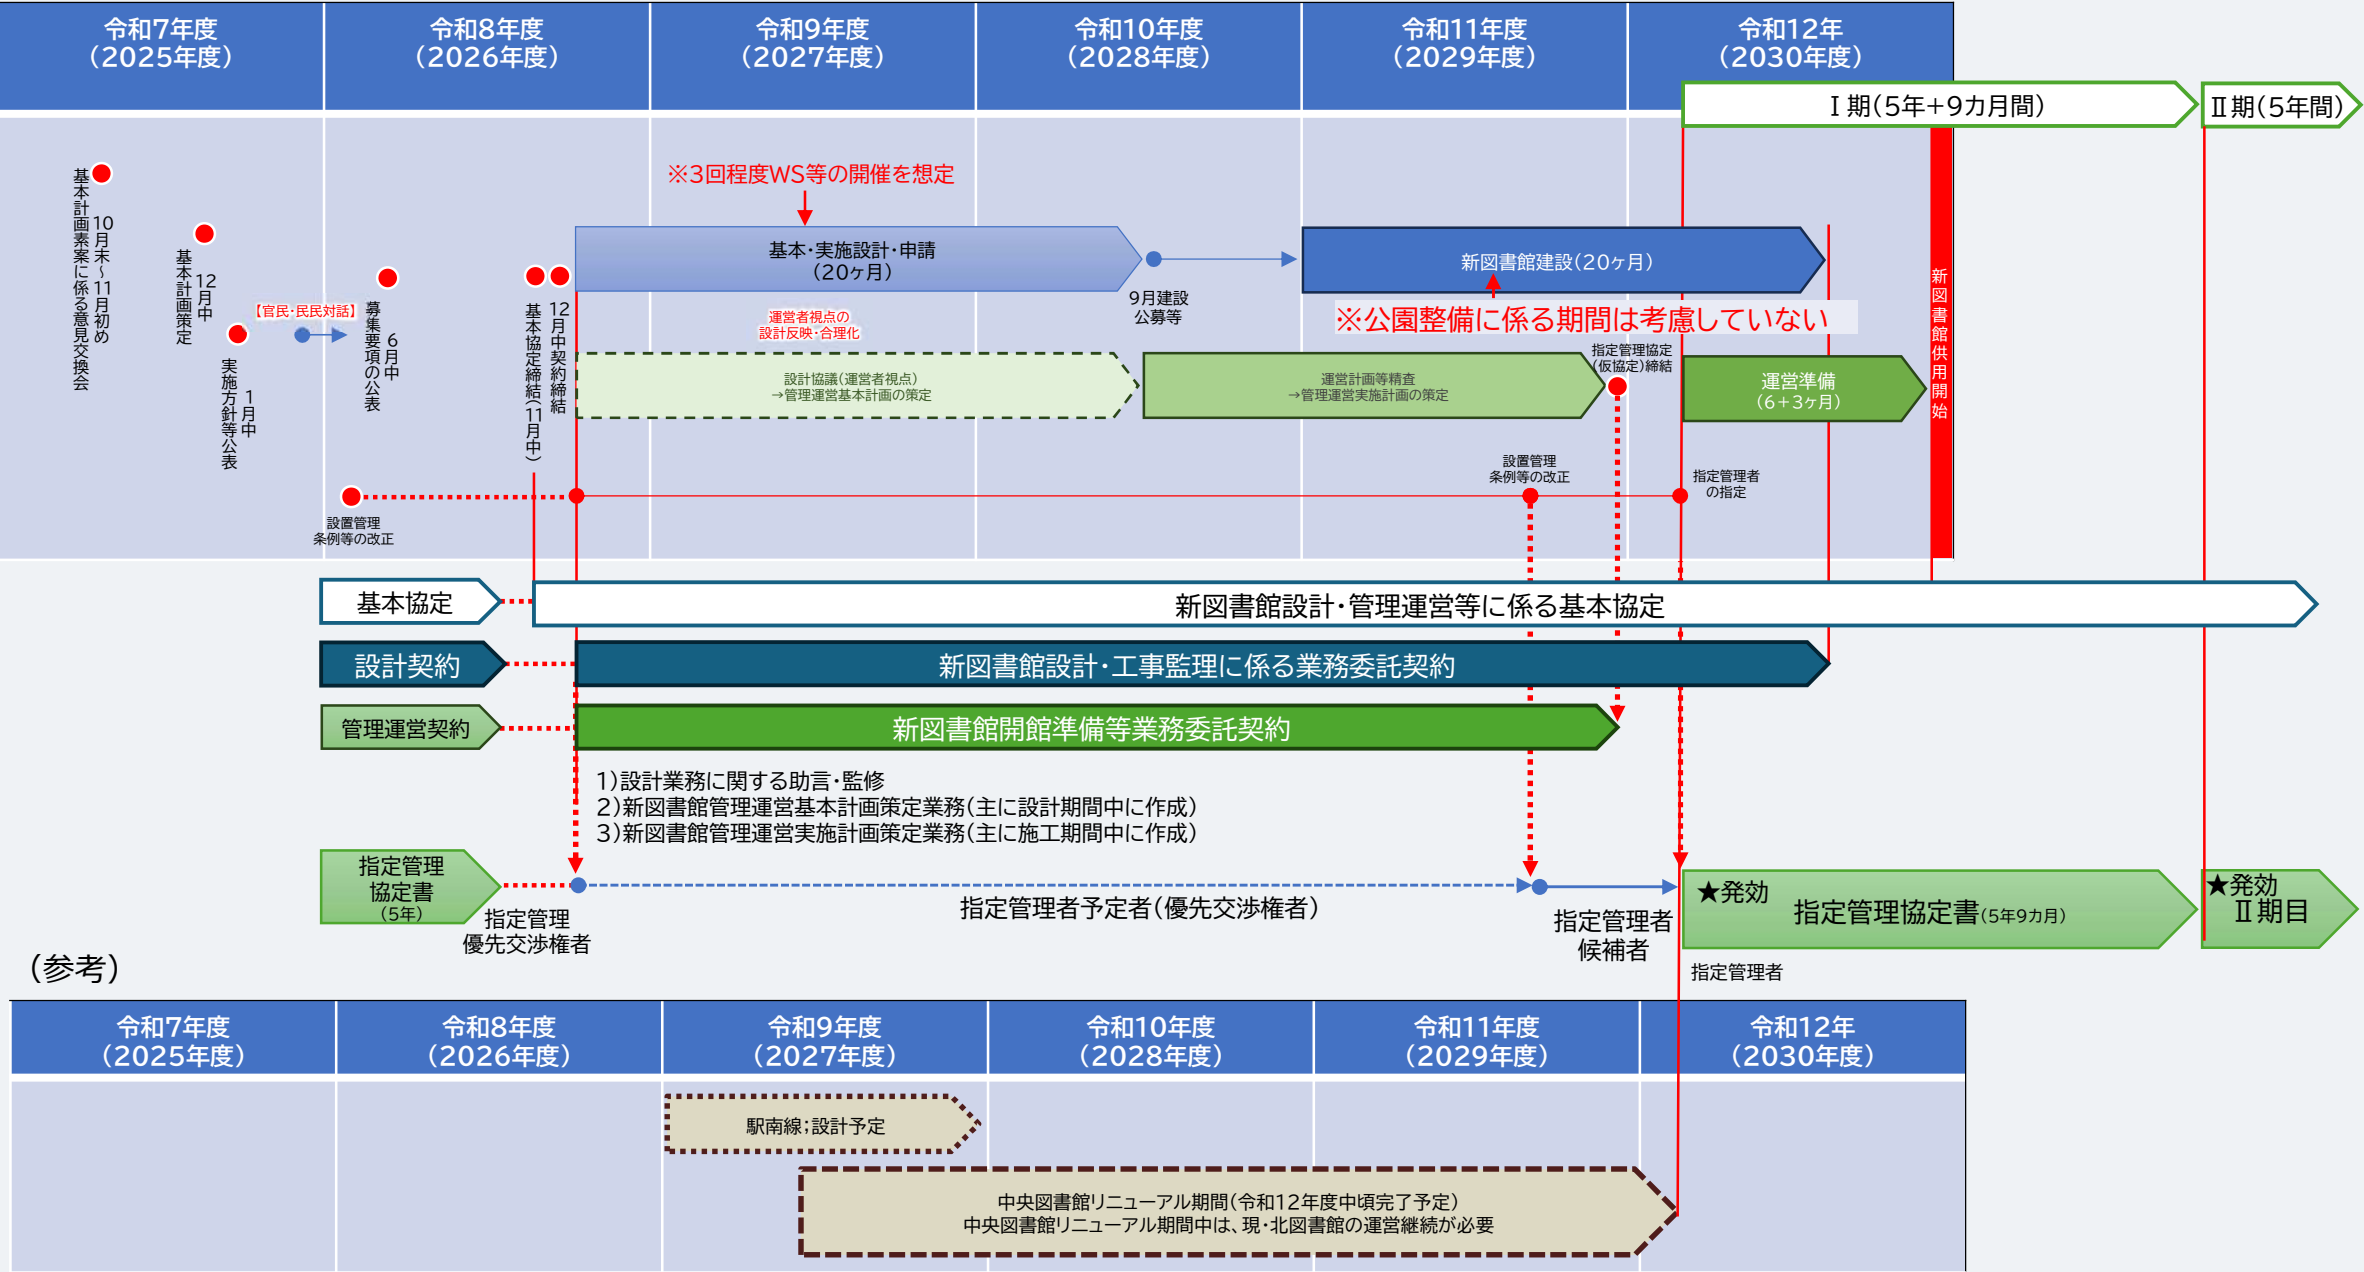 令和7年度
（2025年度）
令和8年度
（2026年度）
令和9年度
（2027年度）
令和10年度
（2028年度）
令和11年度
（2029年度）
令和12年
（2030年度）
Ⅰ期（5年+9カ月間）
Ⅱ期（5年間）
※3回程度WS等の開催を想定
10月末～11月初め
基本計画素案に係る意見交換会
12月中
基本計画策定
1月中
実施方針等公表
【官民・民民対話】
6月中
募集要項の公表
12月中契約締結
基本協定締結（11月中）
基本・実施設計・申請
（20ヶ月）
9月建設
公募等
新図書館建設（20ヶ月）
※公園整備に係る期間は考慮していない
運営者視点の
設計反映・合理化
設計協議（運営者視点）
→管理運営基本計画の策定
運営計画等精査
→管理運営実施計画の策定
指定管理協定
（仮協定）締結
運営準備
（6＋3ヶ月）
新図書館供用開始
設置管理
条例等の改正
設置管理
条例等の改正
指定管理者
の指定
基本協定
新図書館設計・管理運営等に係る基本協定
設計契約
新図書館設計・工事監理に係る業務委託契約
管理運営契約
新図書館開館準備等業務委託契約
1）設計業務に関する助言・監修
2）新図書館管理運営基本計画策定業務（主に設計期間中に作成）
3）新図書館管理運営実施計画策定業務（主に施工期間中に作成）
指定管理
協定書
（5年）
指定管理
優先交渉権者
指定管理者予定者（優先交渉権者）
指定管理者
候補者
★発効
指定管理協定書（5年9カ月）
指定管理者
★発効
Ⅱ期目
（参考）
令和7年度
（2025年度）
令和8年度
（2026年度）
令和9年度
（2027年度）
令和10年度
（2028年度）
令和11年度
（2029年度）
令和12年
（2030年度）
駅南線；設計予定
中央図書館リニューアル期間（令和12年度中頃完了予定）
中央図書館リニューアル期間中は、現・北図書館の運営継続が必要